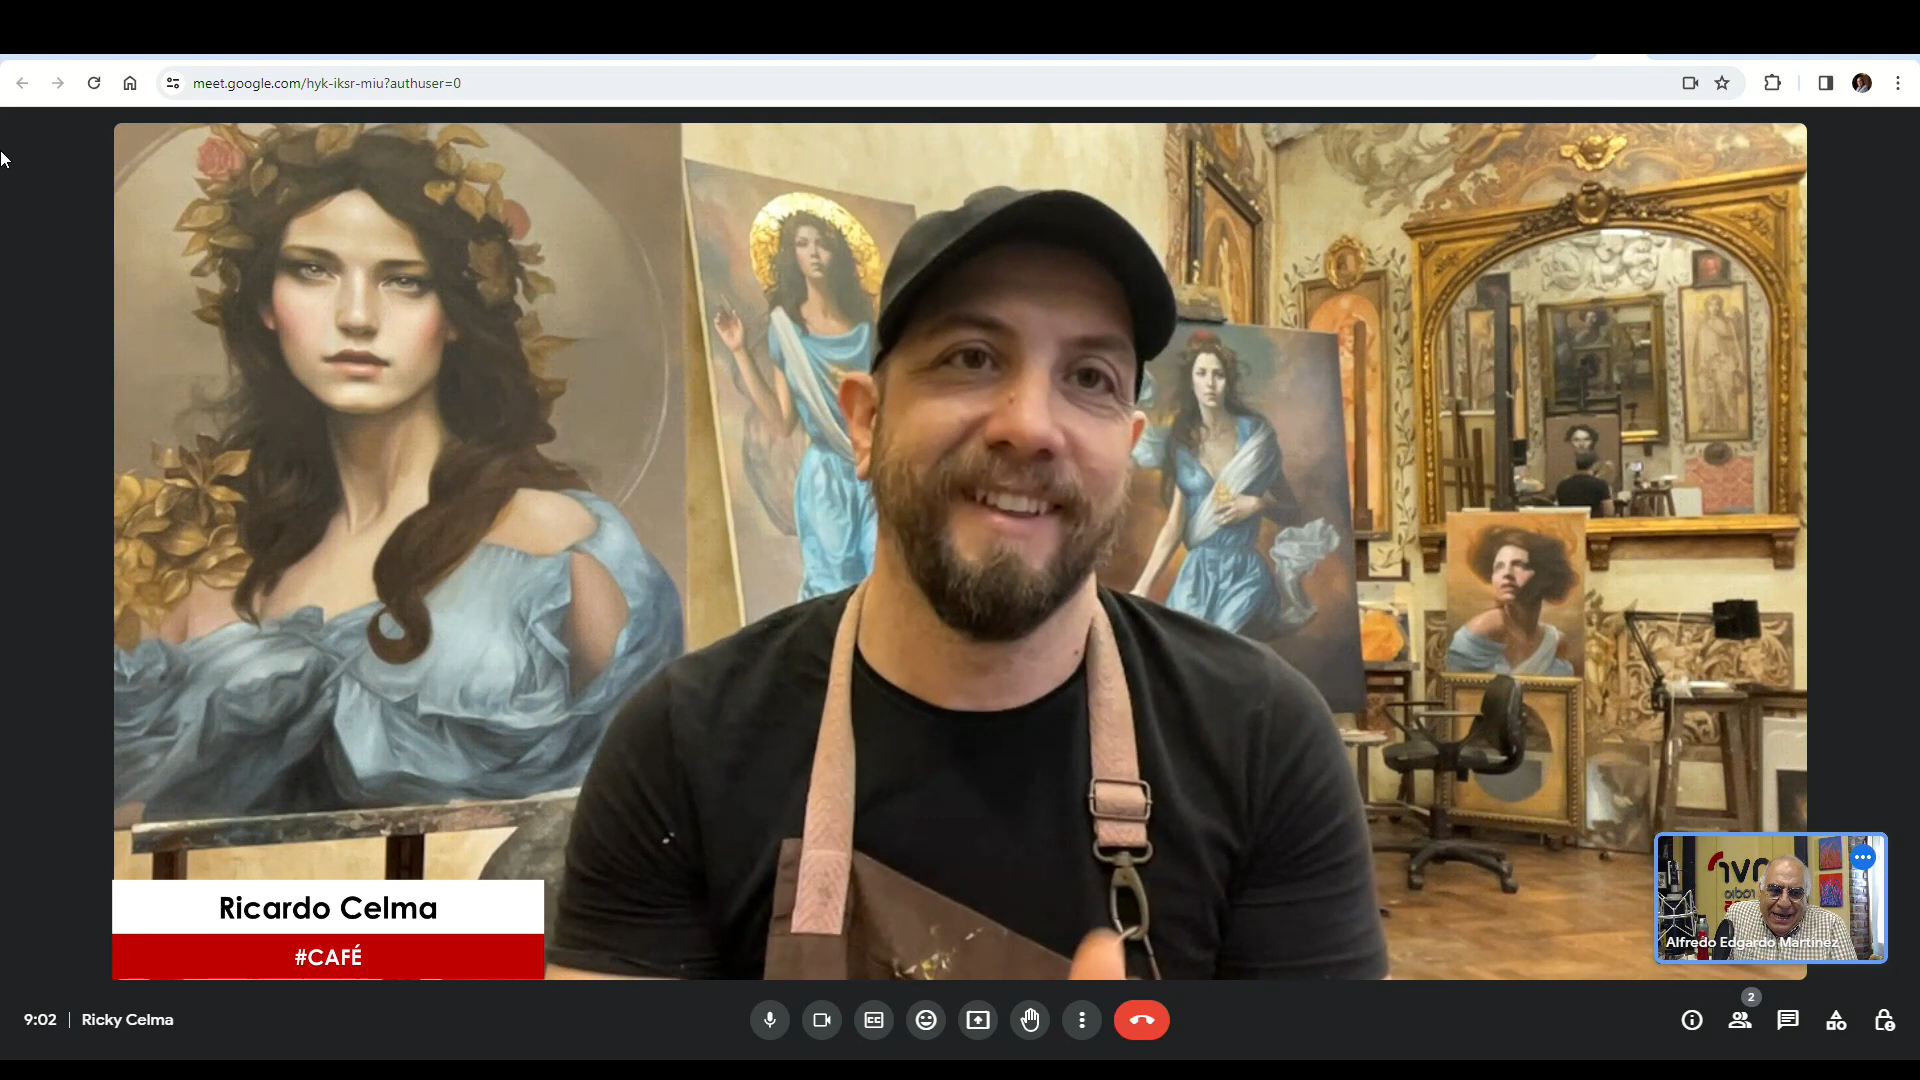 meet.google.com/hyk-iksr-miu?authuser=0
Ricardo Celma
#CAFÉ
Alfredo Edgardo Martinez
9:02 | Ricky Celma
2